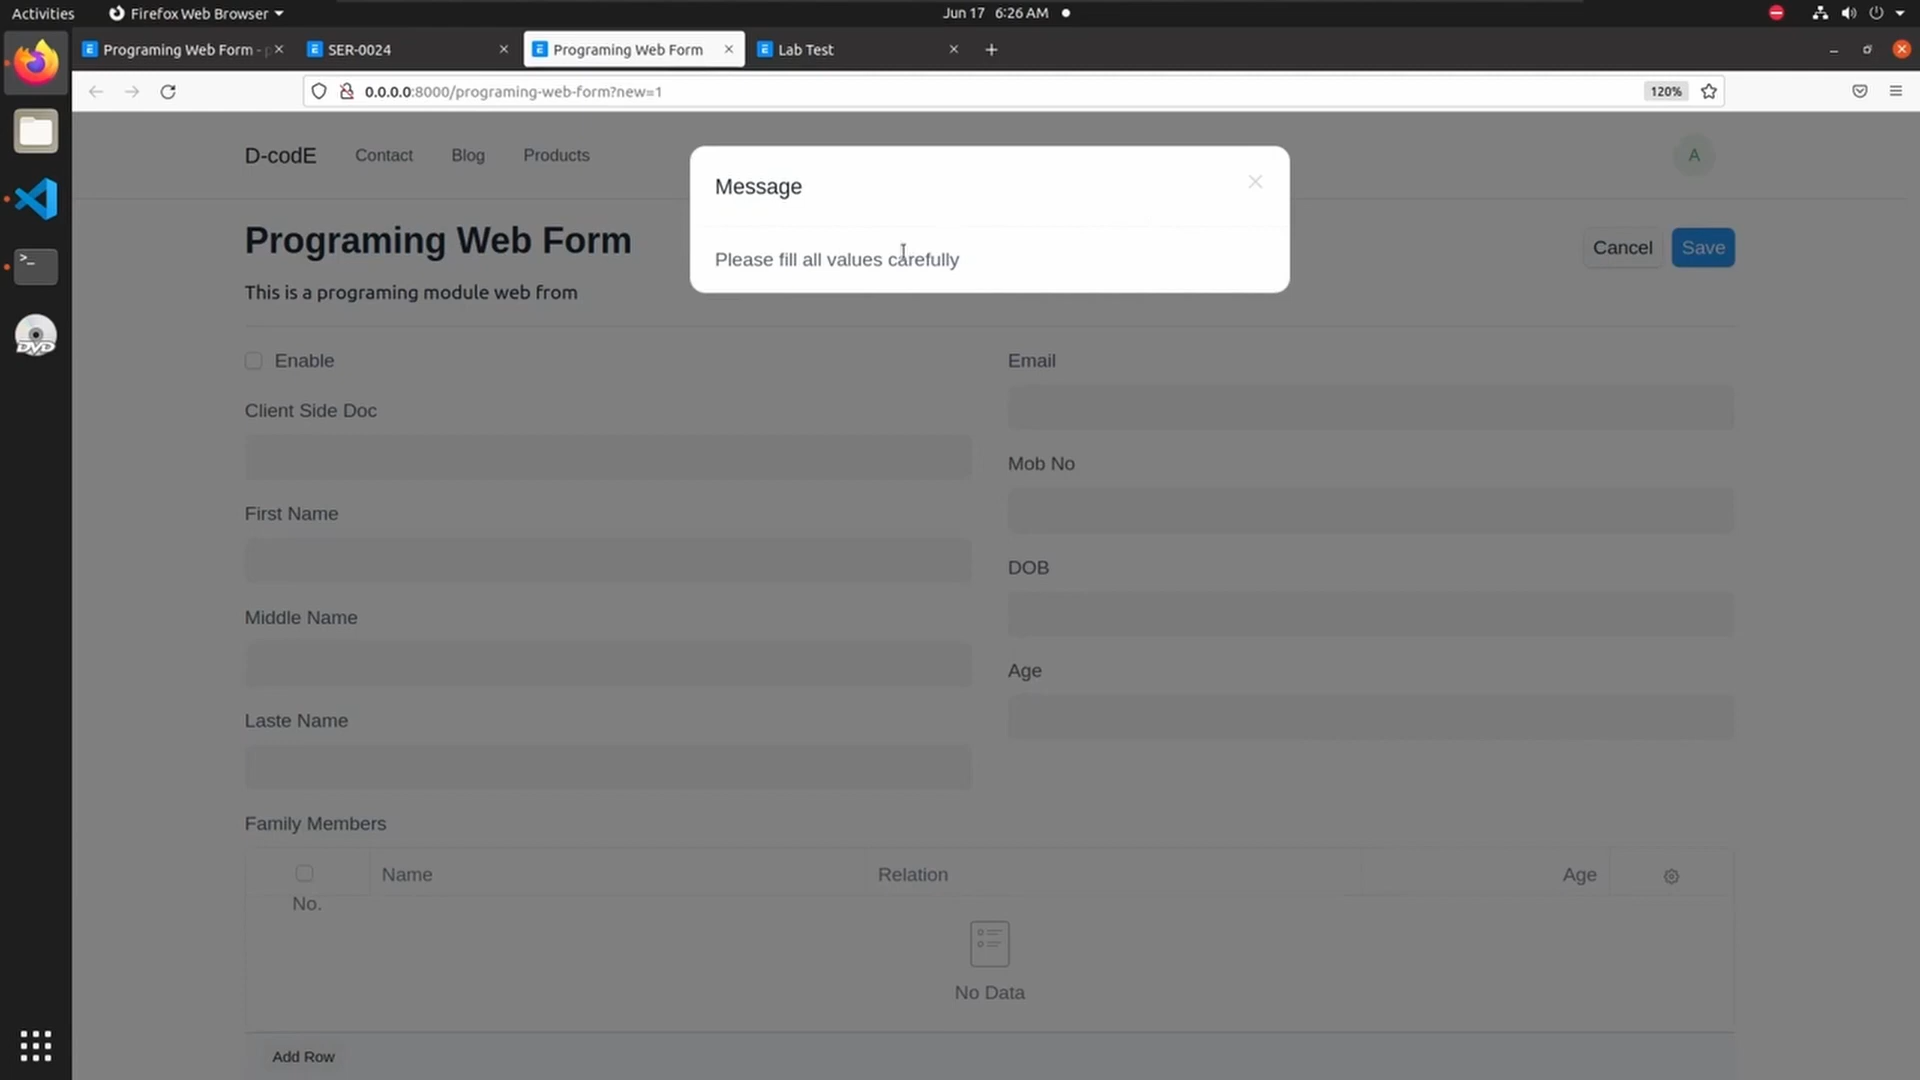 Activities
Firefox Web Browser
Jun 17 6:26 AM
Programing Web Form - p
SER-0024
Programing Web Form
Lab Test
0.0.0.0:8000/programing-web-form?new=1
120%
D-codE
Contact
Blog
Products
A
Message
Please fill all values carefully
Programing Web Form
Cancel
Save
This is a programing module web from
Enable
Email
Client Side Doc
Mob No
First Name
DOB
Middle Name
Age
Laste Name
Family Members
No.
Name
Relation
Age
No Data
Add Row
DVD